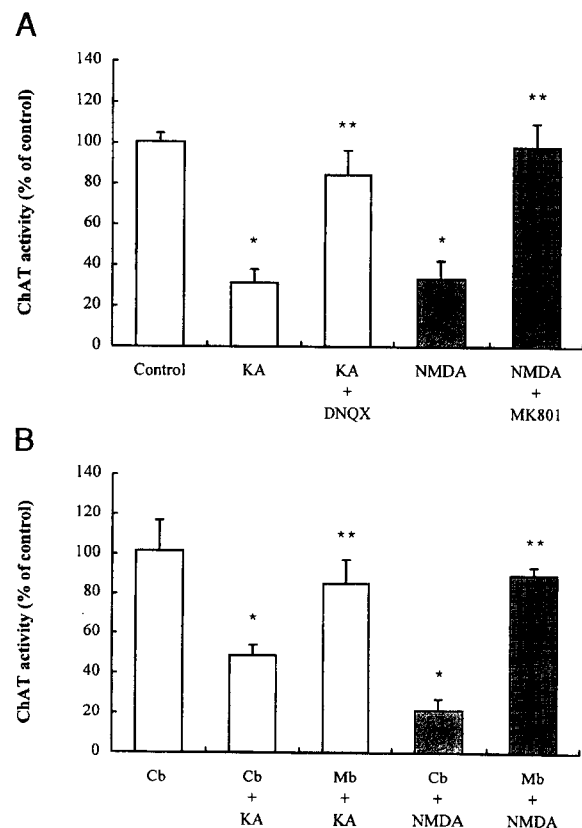 A
ChAT activity (% of control)
140
120
100
80
60
40
20
0
*
**
*
**
Control
KA
KA
+
DNQX
NMDA
NMDA
+
MK801
B
ChAT activity (% of control)
140
120
100
80
60
40
20
0
*
**
*
**
Cb
Cb
+
KA
Mb
+
KA
Cb
+
NMDA
Mb
+
NMDA